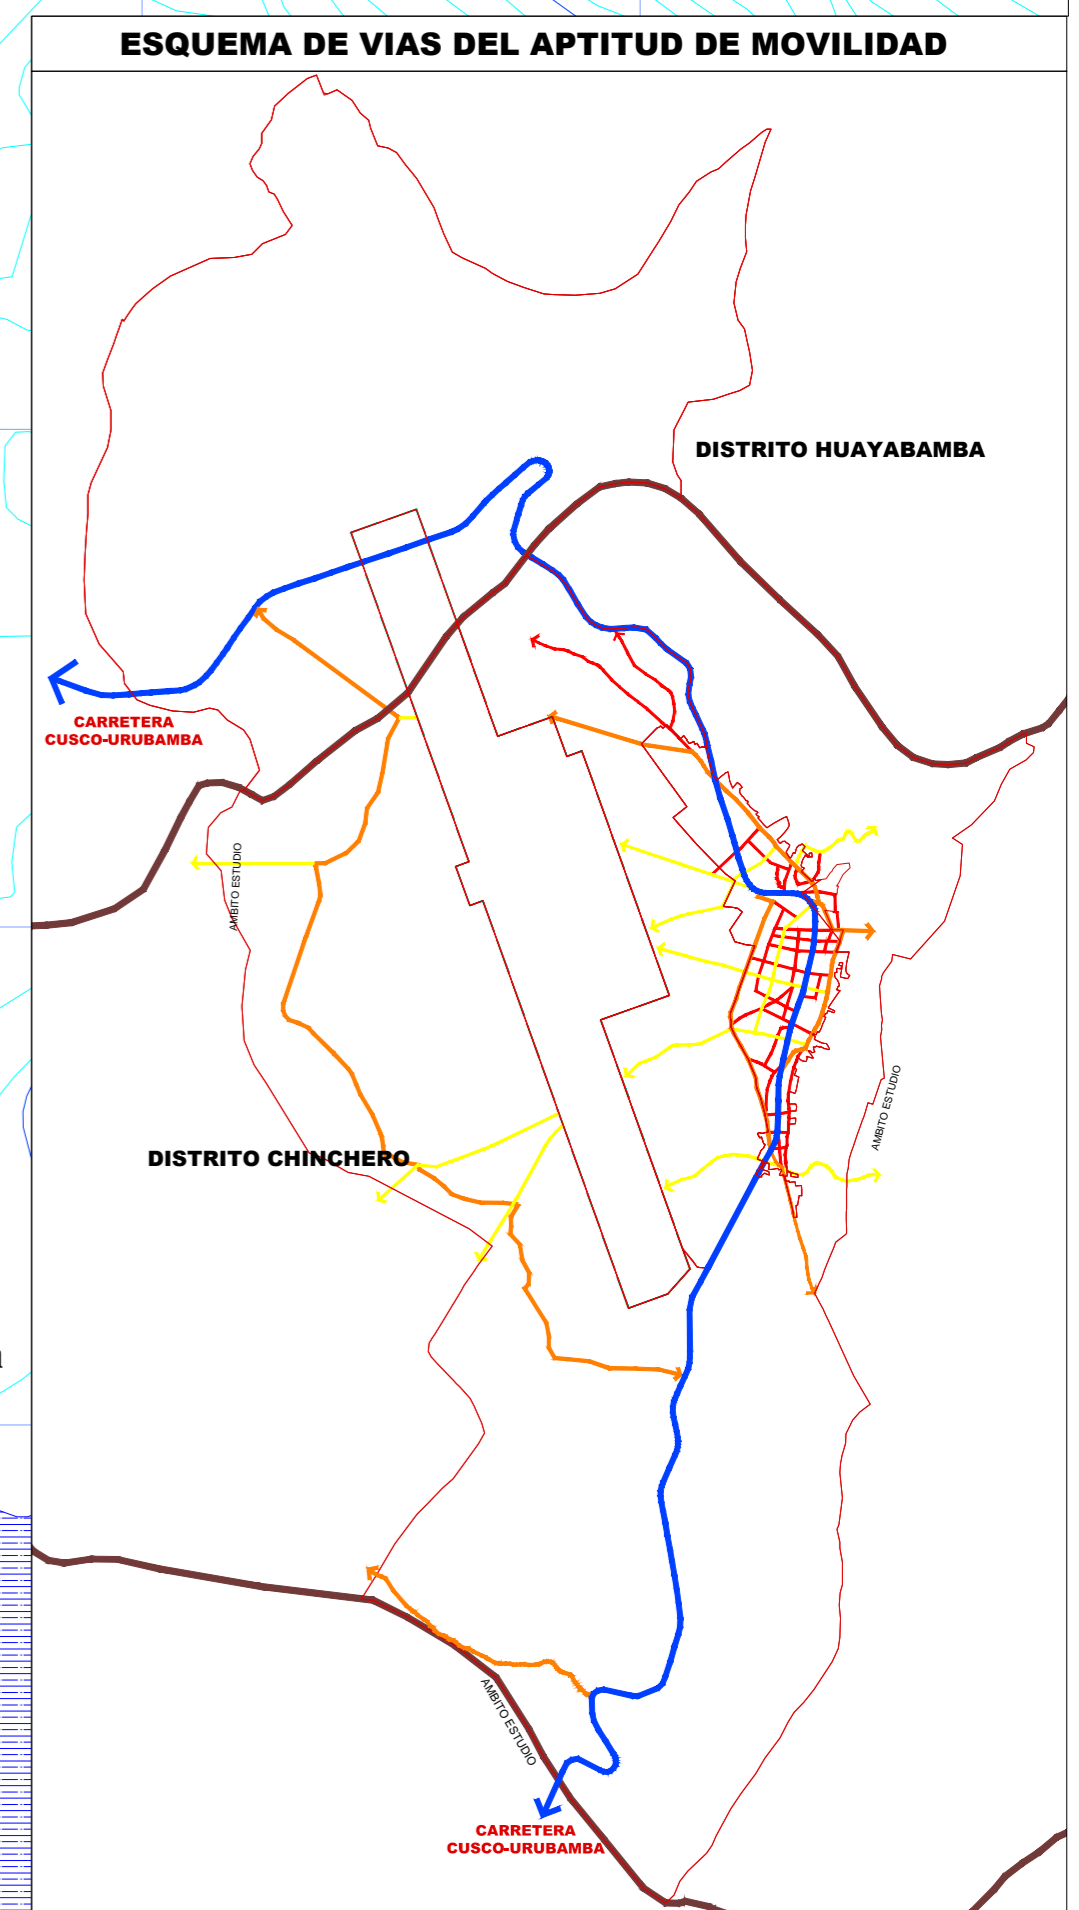 ESQUEMA DE VIAS DEL APTITUD DE MOVILIDAD
DISTRITO HUAYABAMBA
CARRETERA
CUSCO-URUBAMBA
AMBITO ESTUDIO
AMBITO ESTUDIO
DISTRITO CHINCHERO
AMBITO ESTUDIO
CARRETERA
CUSCO-URUBAMBA